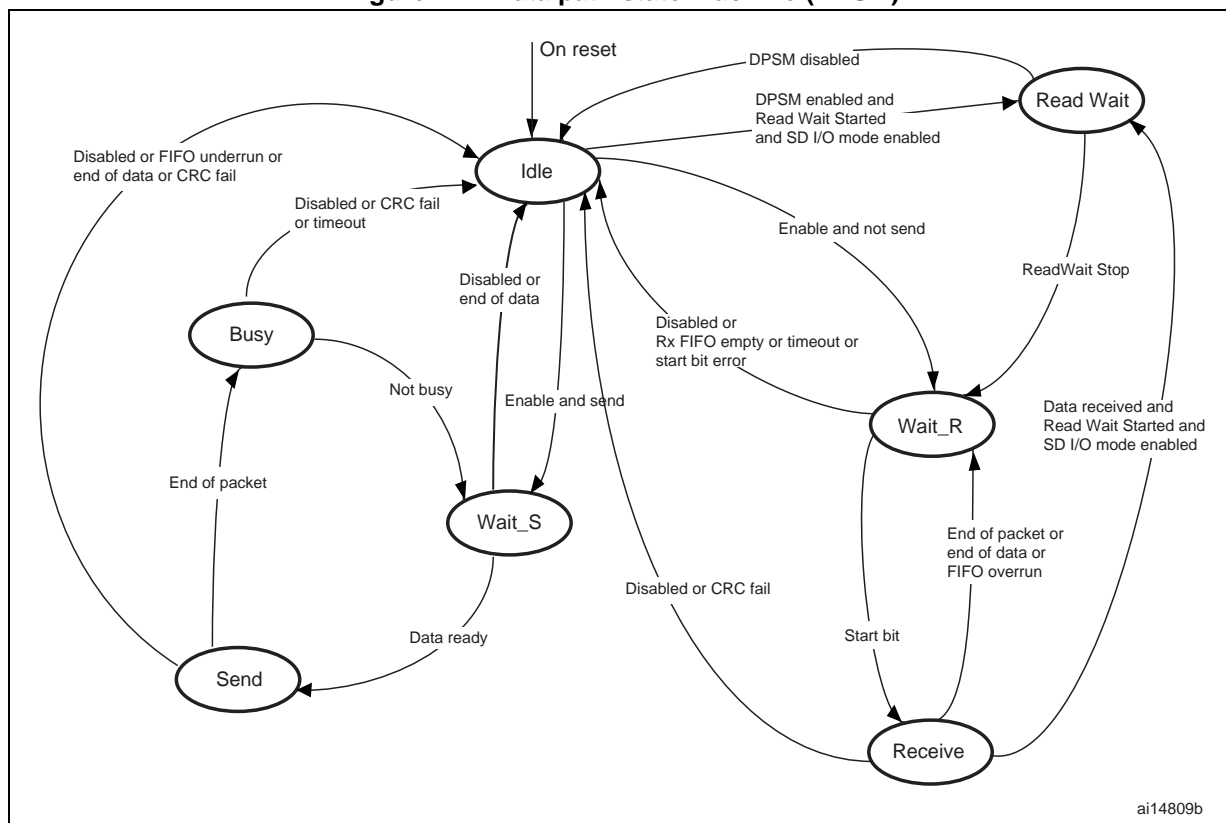 On reset
DPSM disabled
Read Wait
DPSM enabled and
Read Wait Started
and SD I/O mode enabled
Disabled or FIFO underrun or
end of data or CRC fail
Idle
Disabled or CRC fail
or timeout
Enable and not send
ReadWait Stop
Disabled or
end of data
Disabled or
Rx FIFO empty or timeout or
start bit error
Busy
Not busy
Enable and send
Wait_R
Data received and
Read Wait Started and
SD I/O mode enabled
End of packet
Wait_S
End of packet or
end of data or
FIFO overrun
Disabled or CRC fail
Data ready
Start bit
Send
Receive
ai14809b